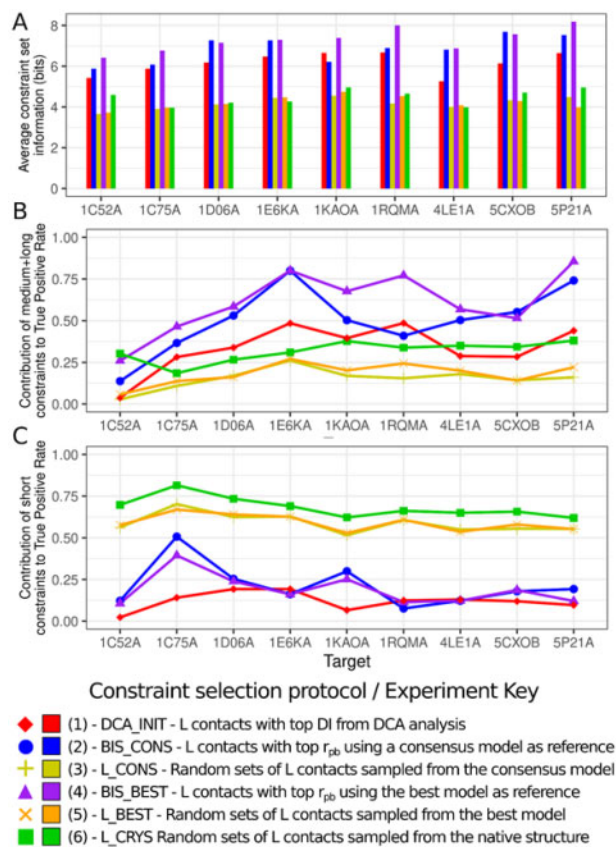 A
Average constraint set
information (bits)
8
6
4
2
0
1C52A 1C75A 1D06A 1E6KA 1KAOA 1RQMA 4LE1A 5CXOB 5P21A
B
Contribution of medium+long
constraints to True Positive Rate
1.00
0.75
0.50
0.25
0.00
1C52A 1C75A 1D06A 1E6KA 1KAOA 1RQMA 4LE1A 5CXOB 5P21A
C
Contribution of short
constraints to True Positive Rate
1.00
0.75
0.50
0.25
0.00
1C52A 1C75A 1D06A 1E6KA 1KAOA 1RQMA 4LE1A 5CXOB 5P21A
Target
Constraint selection protocol / Experiment Key
(1) - DCA_INIT - L contacts with top DI from DCA analysis
(2) - BIS_CONS - L contacts with top rpb using a consensus model as reference
(3) - L_CONS - Random sets of L contacts sampled from the consensus model
(4) - BIS_BEST - L contacts with top rpb using the best model as reference
(5) - L_BEST - Random sets of L contacts sampled from the best model
(6) - L_CRYS Random sets of L contacts sampled from the native structure